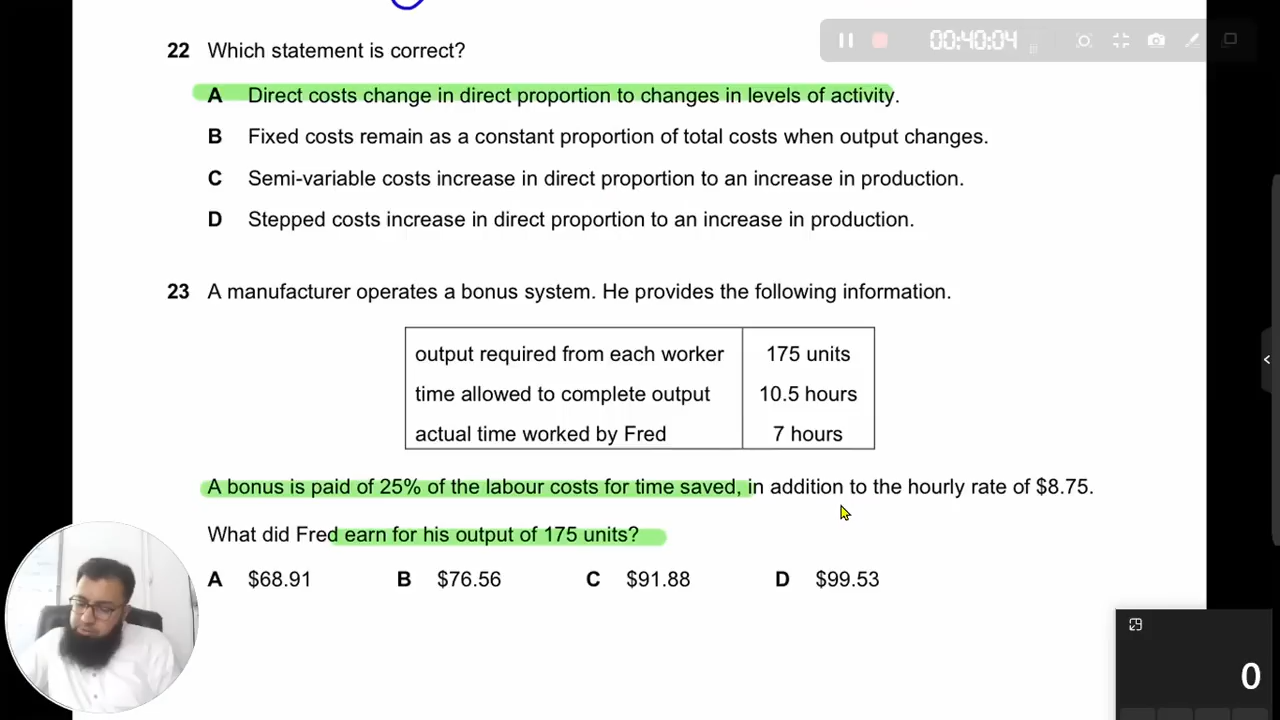 00:40:04
22 Which statement is correct?
A Direct costs change in direct proportion to changes in levels of activity.
B Fixed costs remain as a constant proportion of total costs when output changes.
C Semi-variable costs increase in direct proportion to an increase in production.
D Stepped costs increase in direct proportion to an increase in production.
23 A manufacturer operates a bonus system. He provides the following information.
output required from each worker 175 units
time allowed to complete output 10.5 hours
actual time worked by Fred 7 hours
A bonus is paid of 25% of the labour costs for time saved, in addition to the hourly rate of $8.75.
What did Fred earn for his output of 175 units?
A $68.91 B $76.56 C $91.88 D $99.53
0